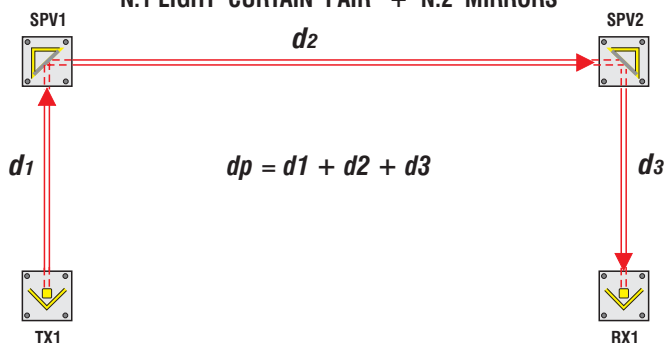 N.1 LIGHT CURTAIN PAIR + N.2 MIRRORS
SPV1
SPV2
d2
d1
dp = d1 + d2 + d3
d3
TX1
RX1